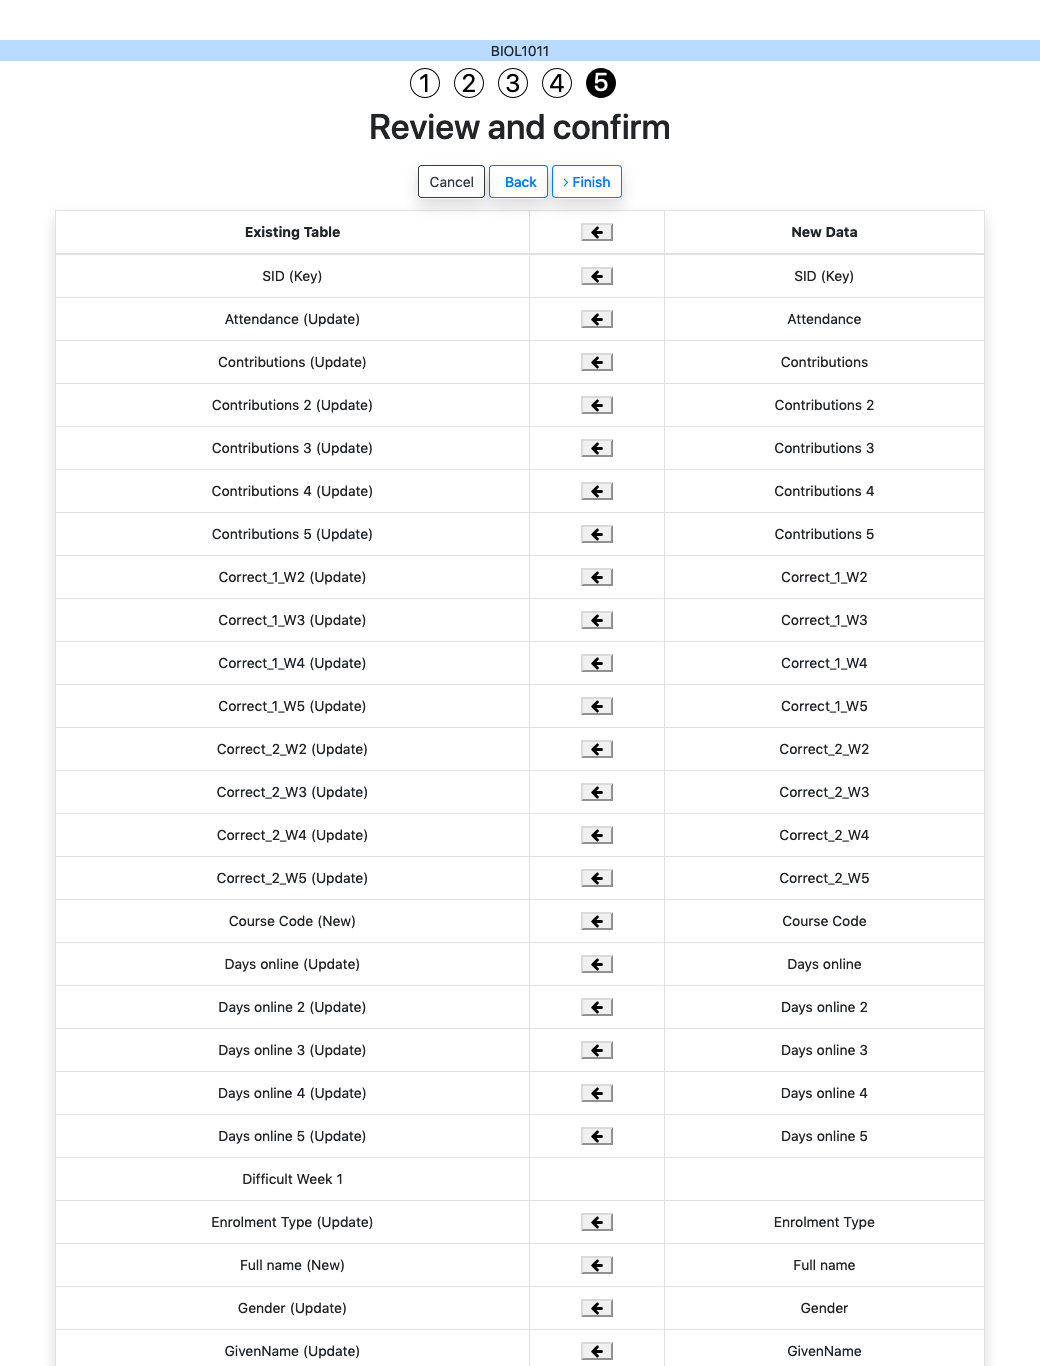 BIOL1011
1 2 3 4 5
Review and confirm
Cancel Back Finish
Existing Table New Data
SID (Key) SID (Key)
Attendance (Update) Attendance
Contributions (Update) Contributions
Contributions 2 (Update) Contributions 2
Contributions 3 (Update) Contributions 3
Contributions 4 (Update) Contributions 4
Contributions 5 (Update) Contributions 5
Correct_1_W2 (Update) Correct_1_W2
Correct_1_W3 (Update) Correct_1_W3
Correct_1_W4 (Update) Correct_1_W4
Correct_1_W5 (Update) Correct_1_W5
Correct_2_W2 (Update) Correct_2_W2
Correct_2_W3 (Update) Correct_2_W3
Correct_2_W4 (Update) Correct_2_W4
Correct_2_W5 (Update) Correct_2_W5
Course Code (New) Course Code
Days online (Update) Days online
Days online 2 (Update) Days online 2
Days online 3 (Update) Days online 3
Days online 4 (Update) Days online 4
Days online 5 (Update) Days online 5
Difficult Week 1
Enrolment Type (Update) Enrolment Type
Full name (New) Full name
Gender (Update) Gender
GivenName (Update) GivenName